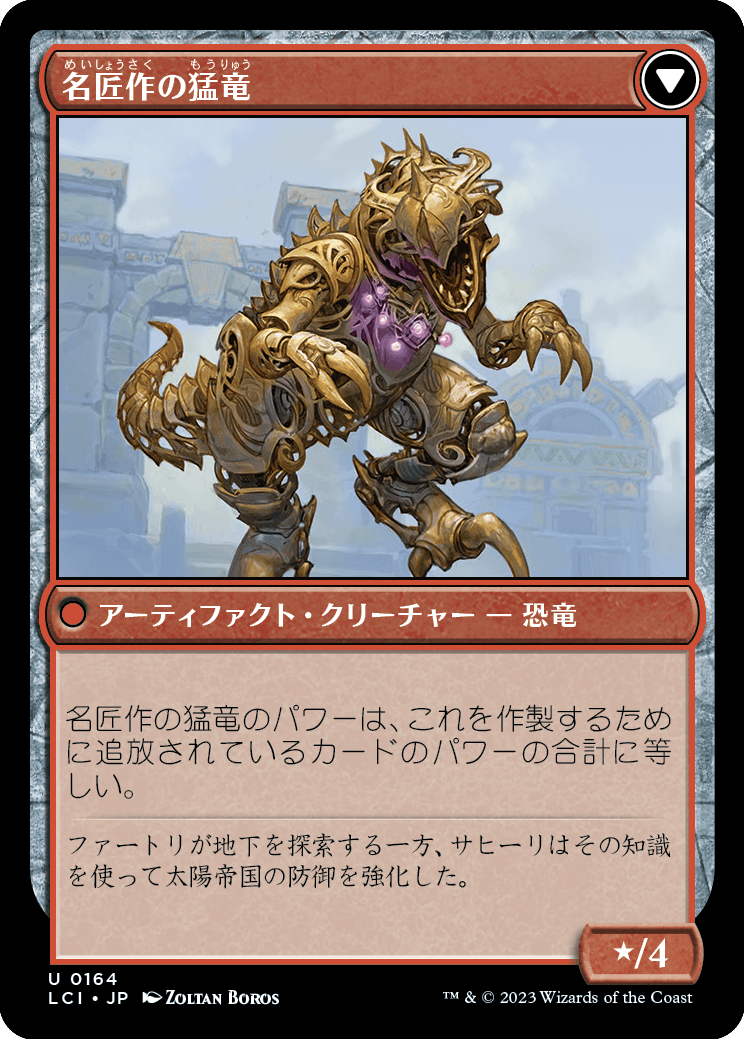 めいしょうさく もうりゅう
名匠作の猛竜
アーティファクト・クリーチャー — 恐竜
名匠作の猛竜のパワーは、これを作製するため
に追放されているカードのパワーの合計に等
しい。
ファートリが地下を探索する一方、サヒーリはその知識
を使って太陽帝国の防御を強化した。
★/4
U 0164
LCI • JP Zoltan Boros
™ & © 2023 Wizards of the Coast